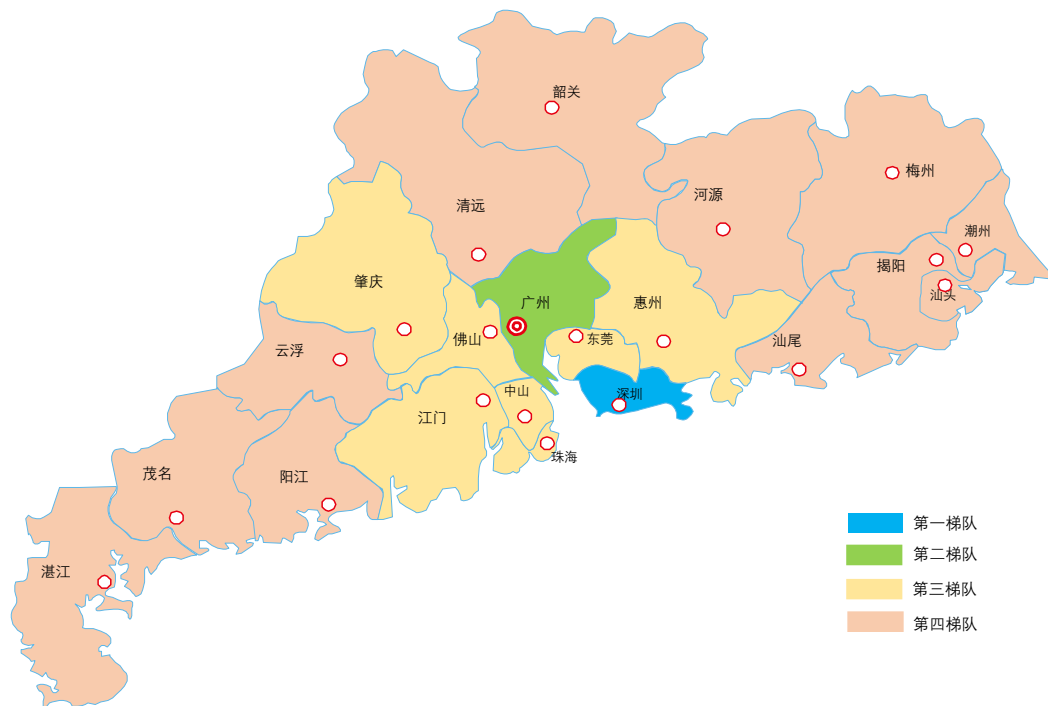 韶关
梅州
河源
清远
潮州
揭阳
肇庆
汕头
广州
惠州
佛山
东莞
汕尾
云浮
中山
深圳
江门
珠海
茂名
阳江
湛江
第一梯队
第二梯队
第三梯队
第四梯队